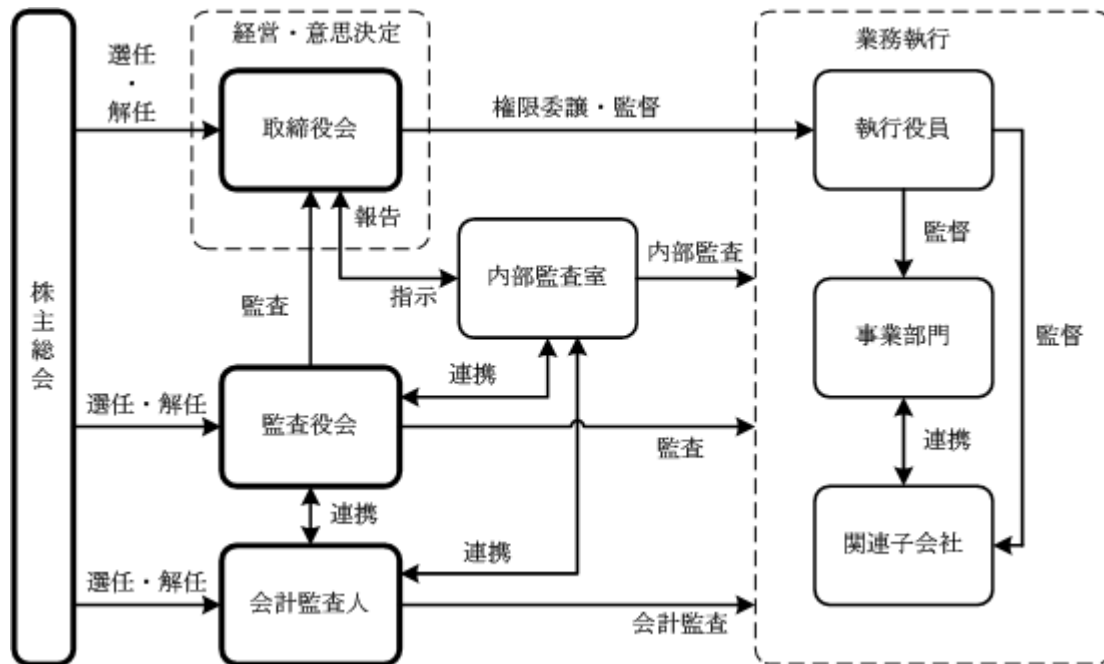 経営・意思決定
業務執行
選任
・
解任
取締役会
権限委譲・監督
執行役員
報告
監督
内部監査室
内部監査
指示
株主総会
監査
事業部門
監督
連携
選任・解任
監査役会
監査
連携
連携
連携
関連子会社
選任・解任
会計監査人
会計監査